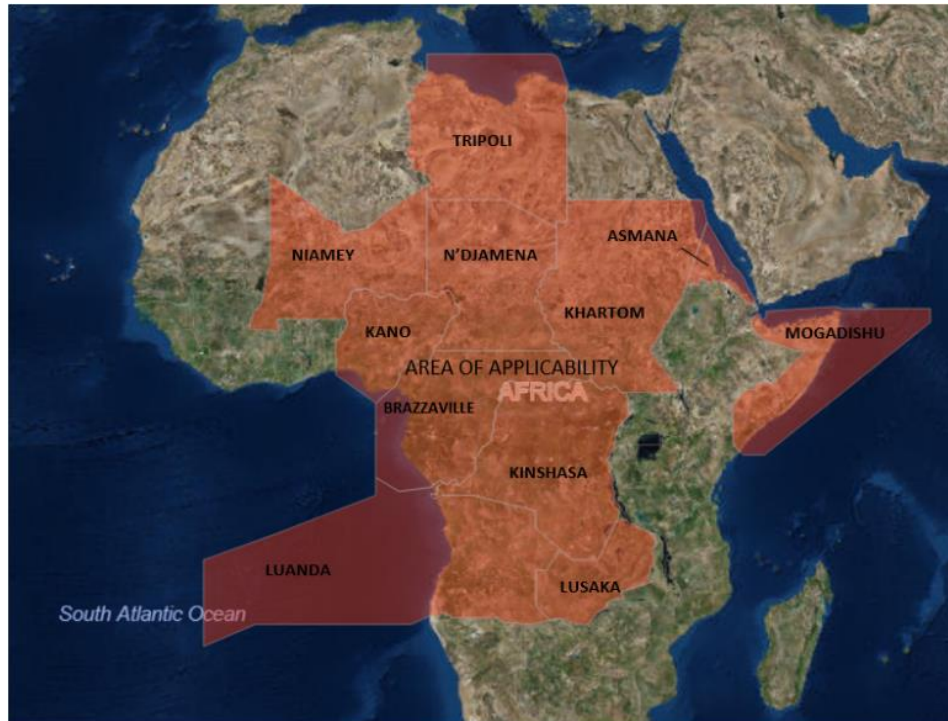 TRIPOLI
ASMANA
NIAMEY
N'DJAMENA
KHARTOM
KANO
MOGADISHU
AREA OF APPLICABILITY
AFRICA
BRAZZAVILLE
KINSHASA
LUANDA
LUSAKA
South Atlantic Ocean